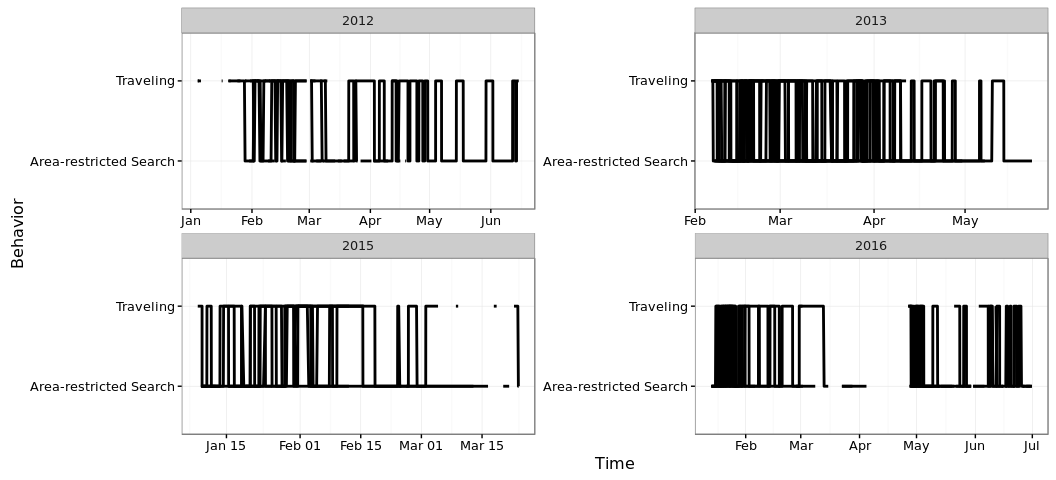 2012
2013
Traveling
Traveling
Area-restricted Search
Area-restricted Search
Jan Feb Mar Apr May Jun
Feb Mar Apr May
Behavior
2015
2016
Traveling
Traveling
Area-restricted Search
Area-restricted Search
Jan 15 Feb 01 Feb 15 Mar 01 Mar 15
Feb Mar Apr May Jun Jul
Time